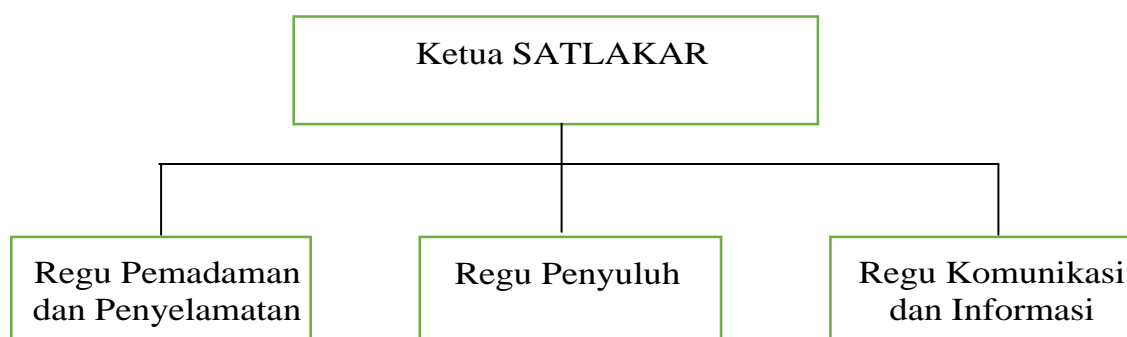 Ketua SATLAKAR
Regu Pemadaman
dan Penyelamatan
Regu Penyuluh
Regu Komunikasi
dan Informasi